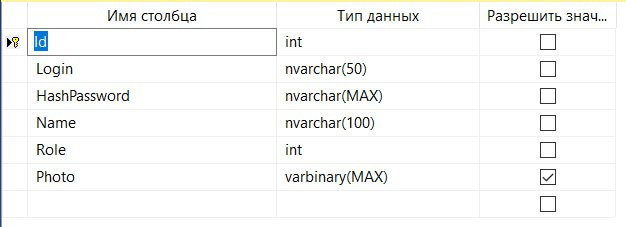 Имя столбца Тип данных Разрешить знач...
Id int
Login nvarchar(50)
HashPassword nvarchar(MAX)
Name nvarchar(100)
Role int
Photo varbinary(MAX)